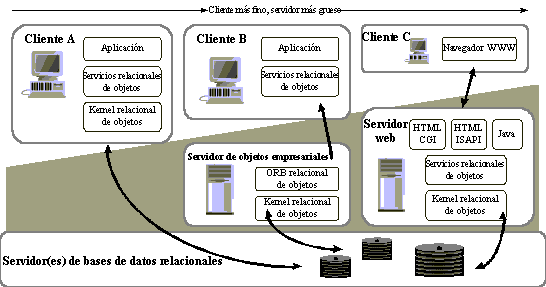 Cliente más fino, servidor más grueso
Cliente A
Aplicación
Servicios relacionales
de objetos
Kernel relacional
de objetos
Cliente B
Aplicación
Servicios relacionales
de objetos
Cliente C
Navegador WWW
Servidor de objetos empresariales
ORB relacional
de objetos
Kernel relacional
de objetos
Servidor
web
HTML
CGI
HTML
ISAPI
Java
Servicios relacionales
de objetos
Kernel relacional
de objetos
Servidor(es) de bases de datos relacionales